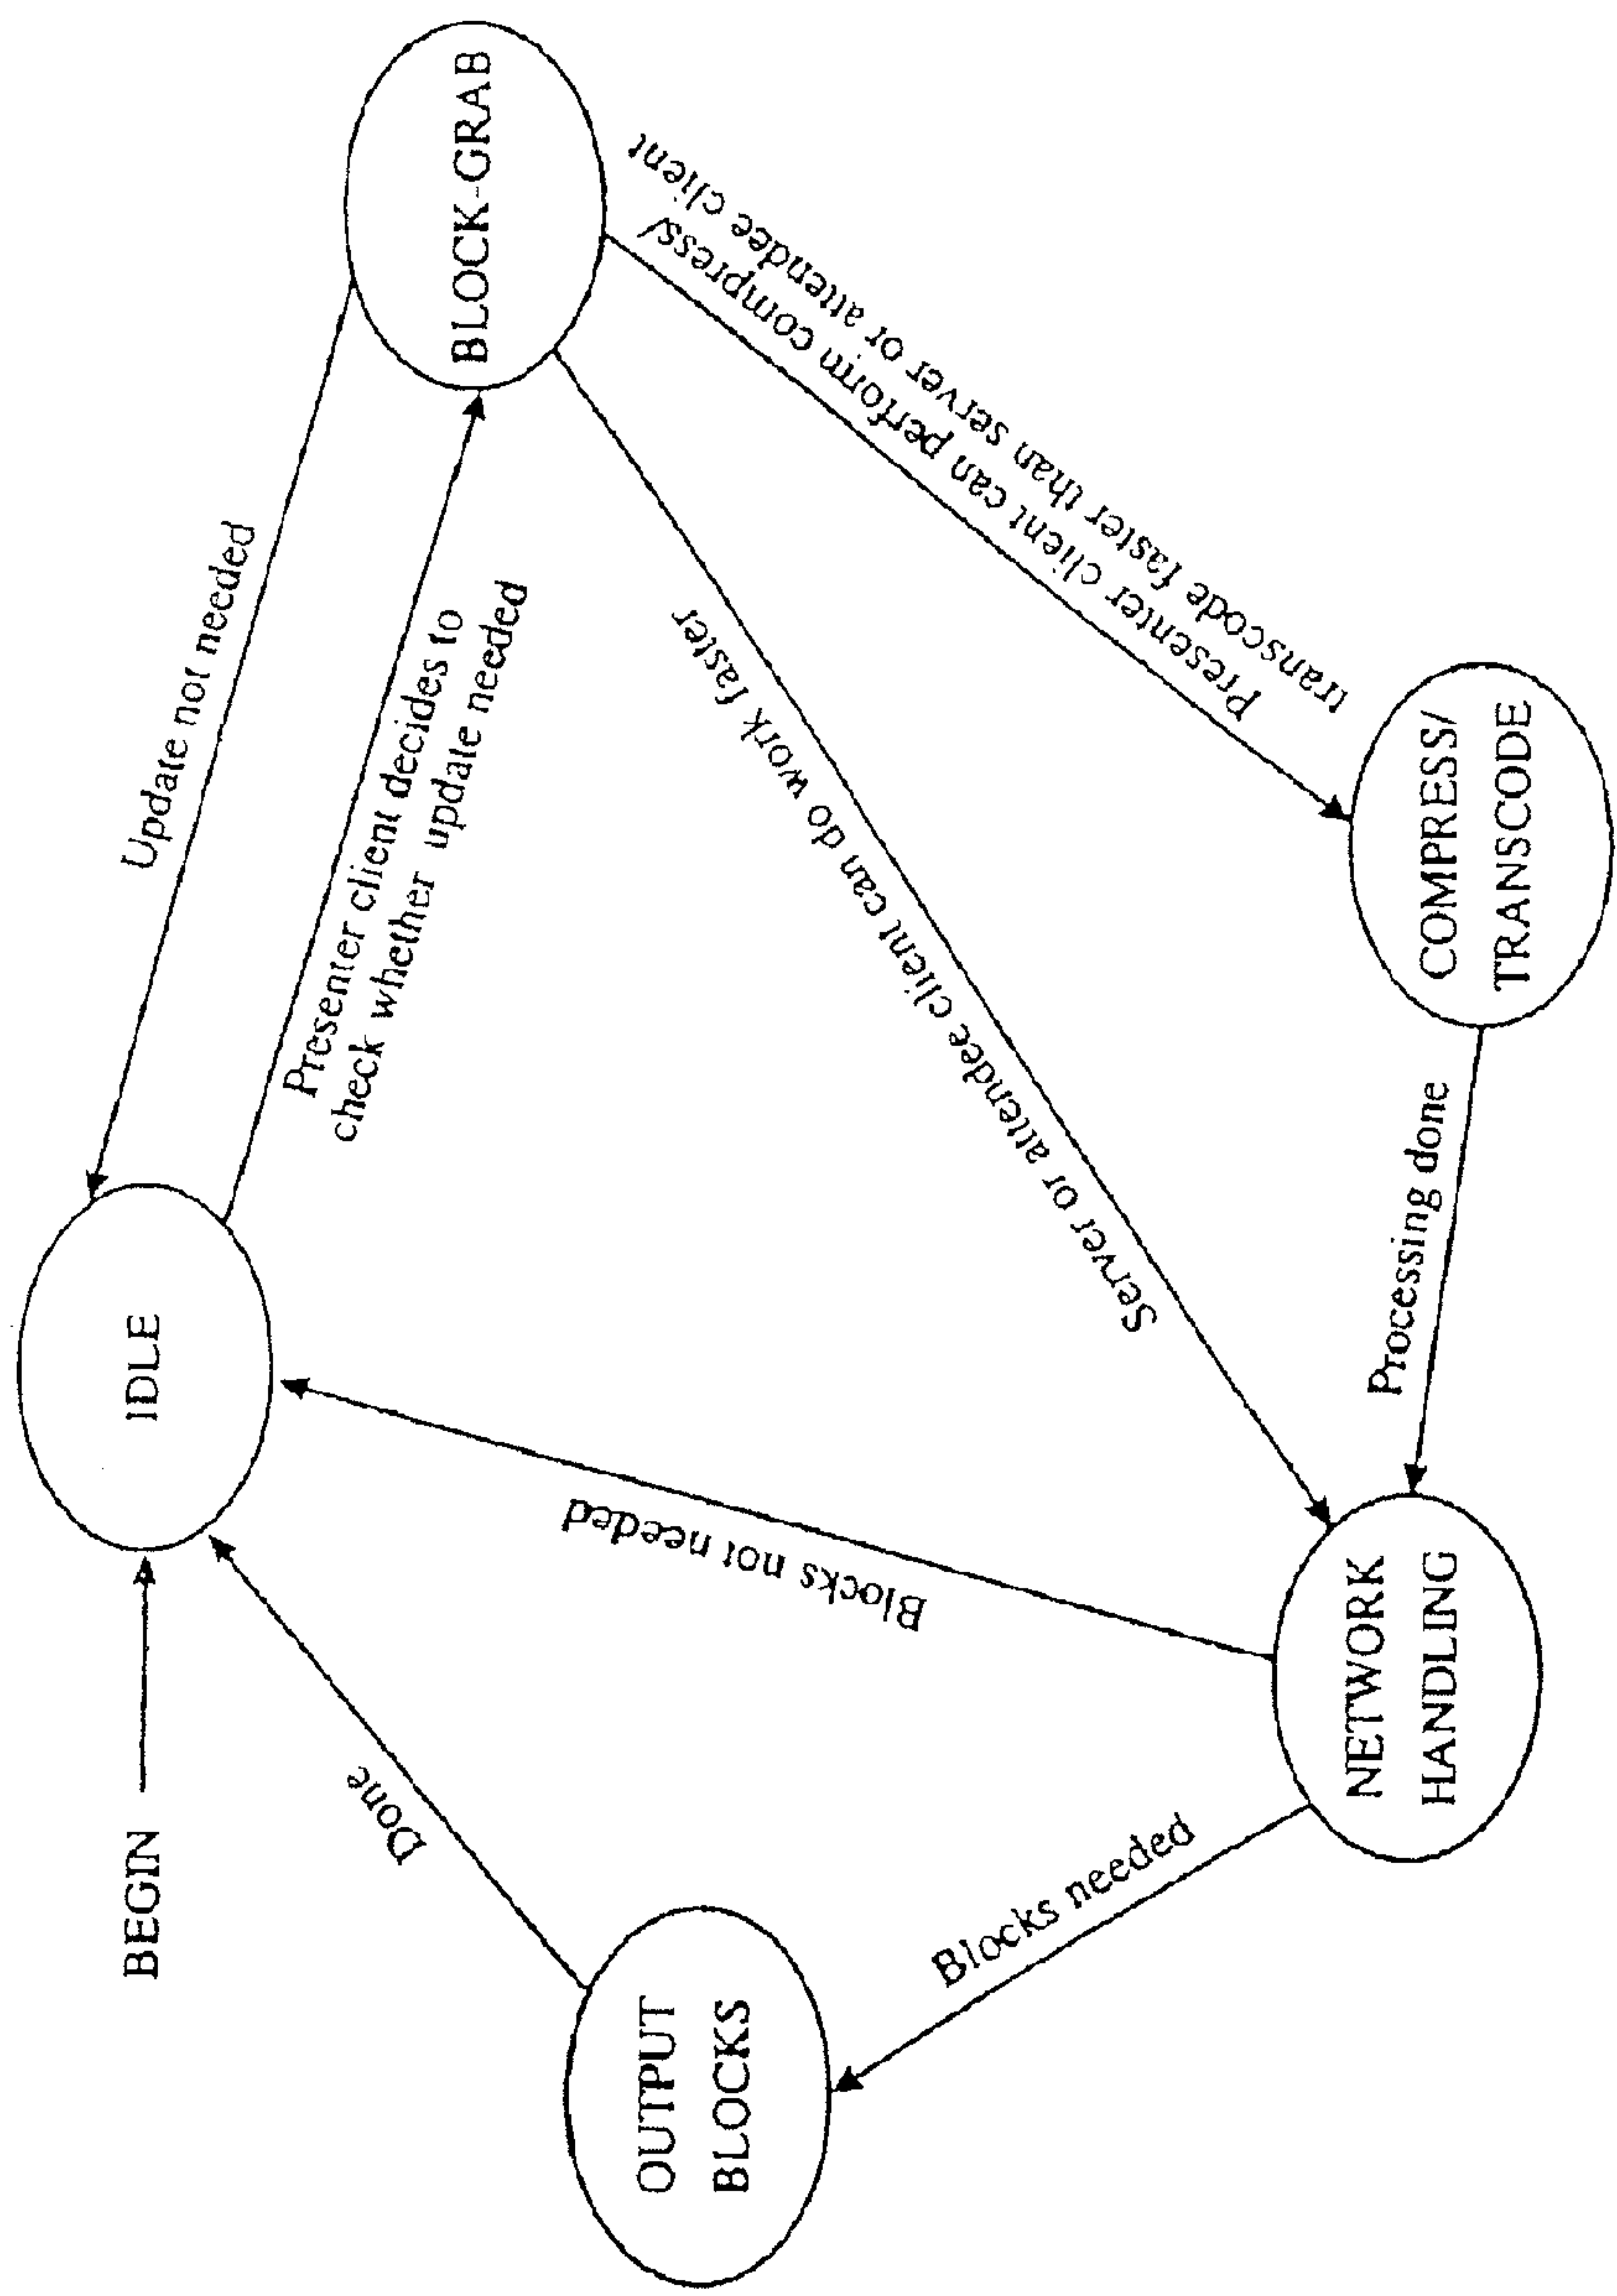 BEGIN
IDLE
Update not needed
Presenter client decides to
check whether update needed
BLOCK-GRAB
Done
Blocks not needed
Server or attendee client can do work faster
Presenter client can perform compress/
transcode faster than server or attendee client
OUTPUT
BLOCKS
Blocks needed
NETWORK
HANDLING
Processing done
COMPRESS/
TRANSCODE